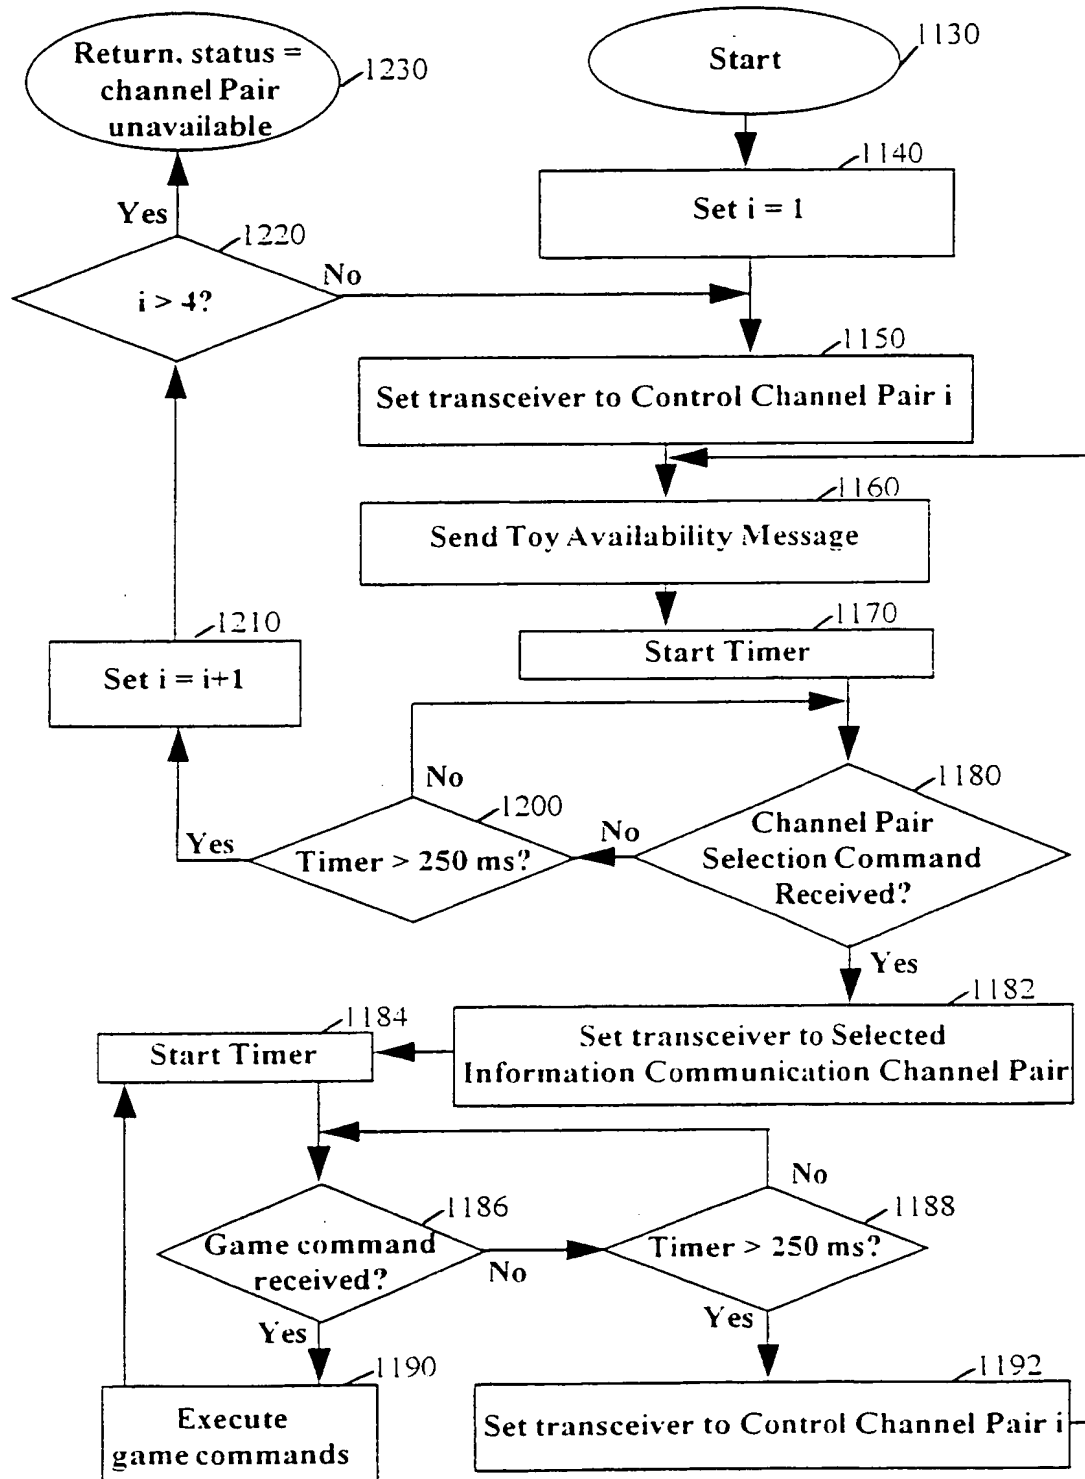 Return, status =
channel Pair
unavailable
1230
Start
1130
1140
Set i = 1
Yes
1220
No
i > 4?
1150
Set transceiver to Control Channel Pair i
1160
Send Toy Availability Message
1170
Start Timer
1210
Set i = i+1
No
1200
Yes
Timer > 250 ms?
No
1180
Channel Pair
Selection Command
Received?
Yes
1182
Set transceiver to Selected
Information Communication Channel Pair
1184
Start Timer
No
1186
Game command
received?
No
1188
Timer > 250 ms?
Yes
Yes
1190
Execute
game commands
1192
Set transceiver to Control Channel Pair i